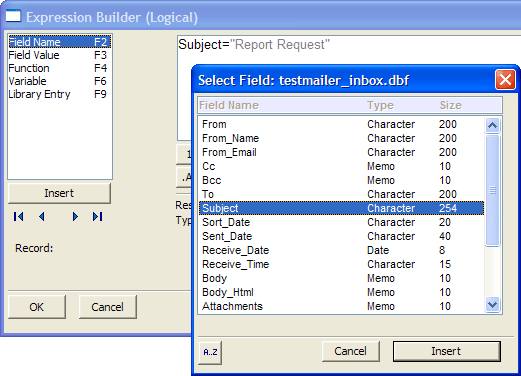 Expression Builder (Logical)
Field Name F2
Field Value F3
Function F4
Variable F6
Library Entry F9
Insert
Record:
OK
Cancel
Subject="Report Request"
1
.A
Res
Typ
Select Field: testmailer_inbox.dbf
Field Name Type Size
From Character 200
From_Name Character 200
From_Email Character 200
Cc Memo 10
Bcc Memo 10
To Character 200
Subject Character 254
Sort_Date Character 20
Sent_Date Character 40
Receive_Date Date 8
Receive_Time Character 15
Body Memo 10
Body_Html Memo 10
Attachments Memo 10
A..Z
Cancel
Insert